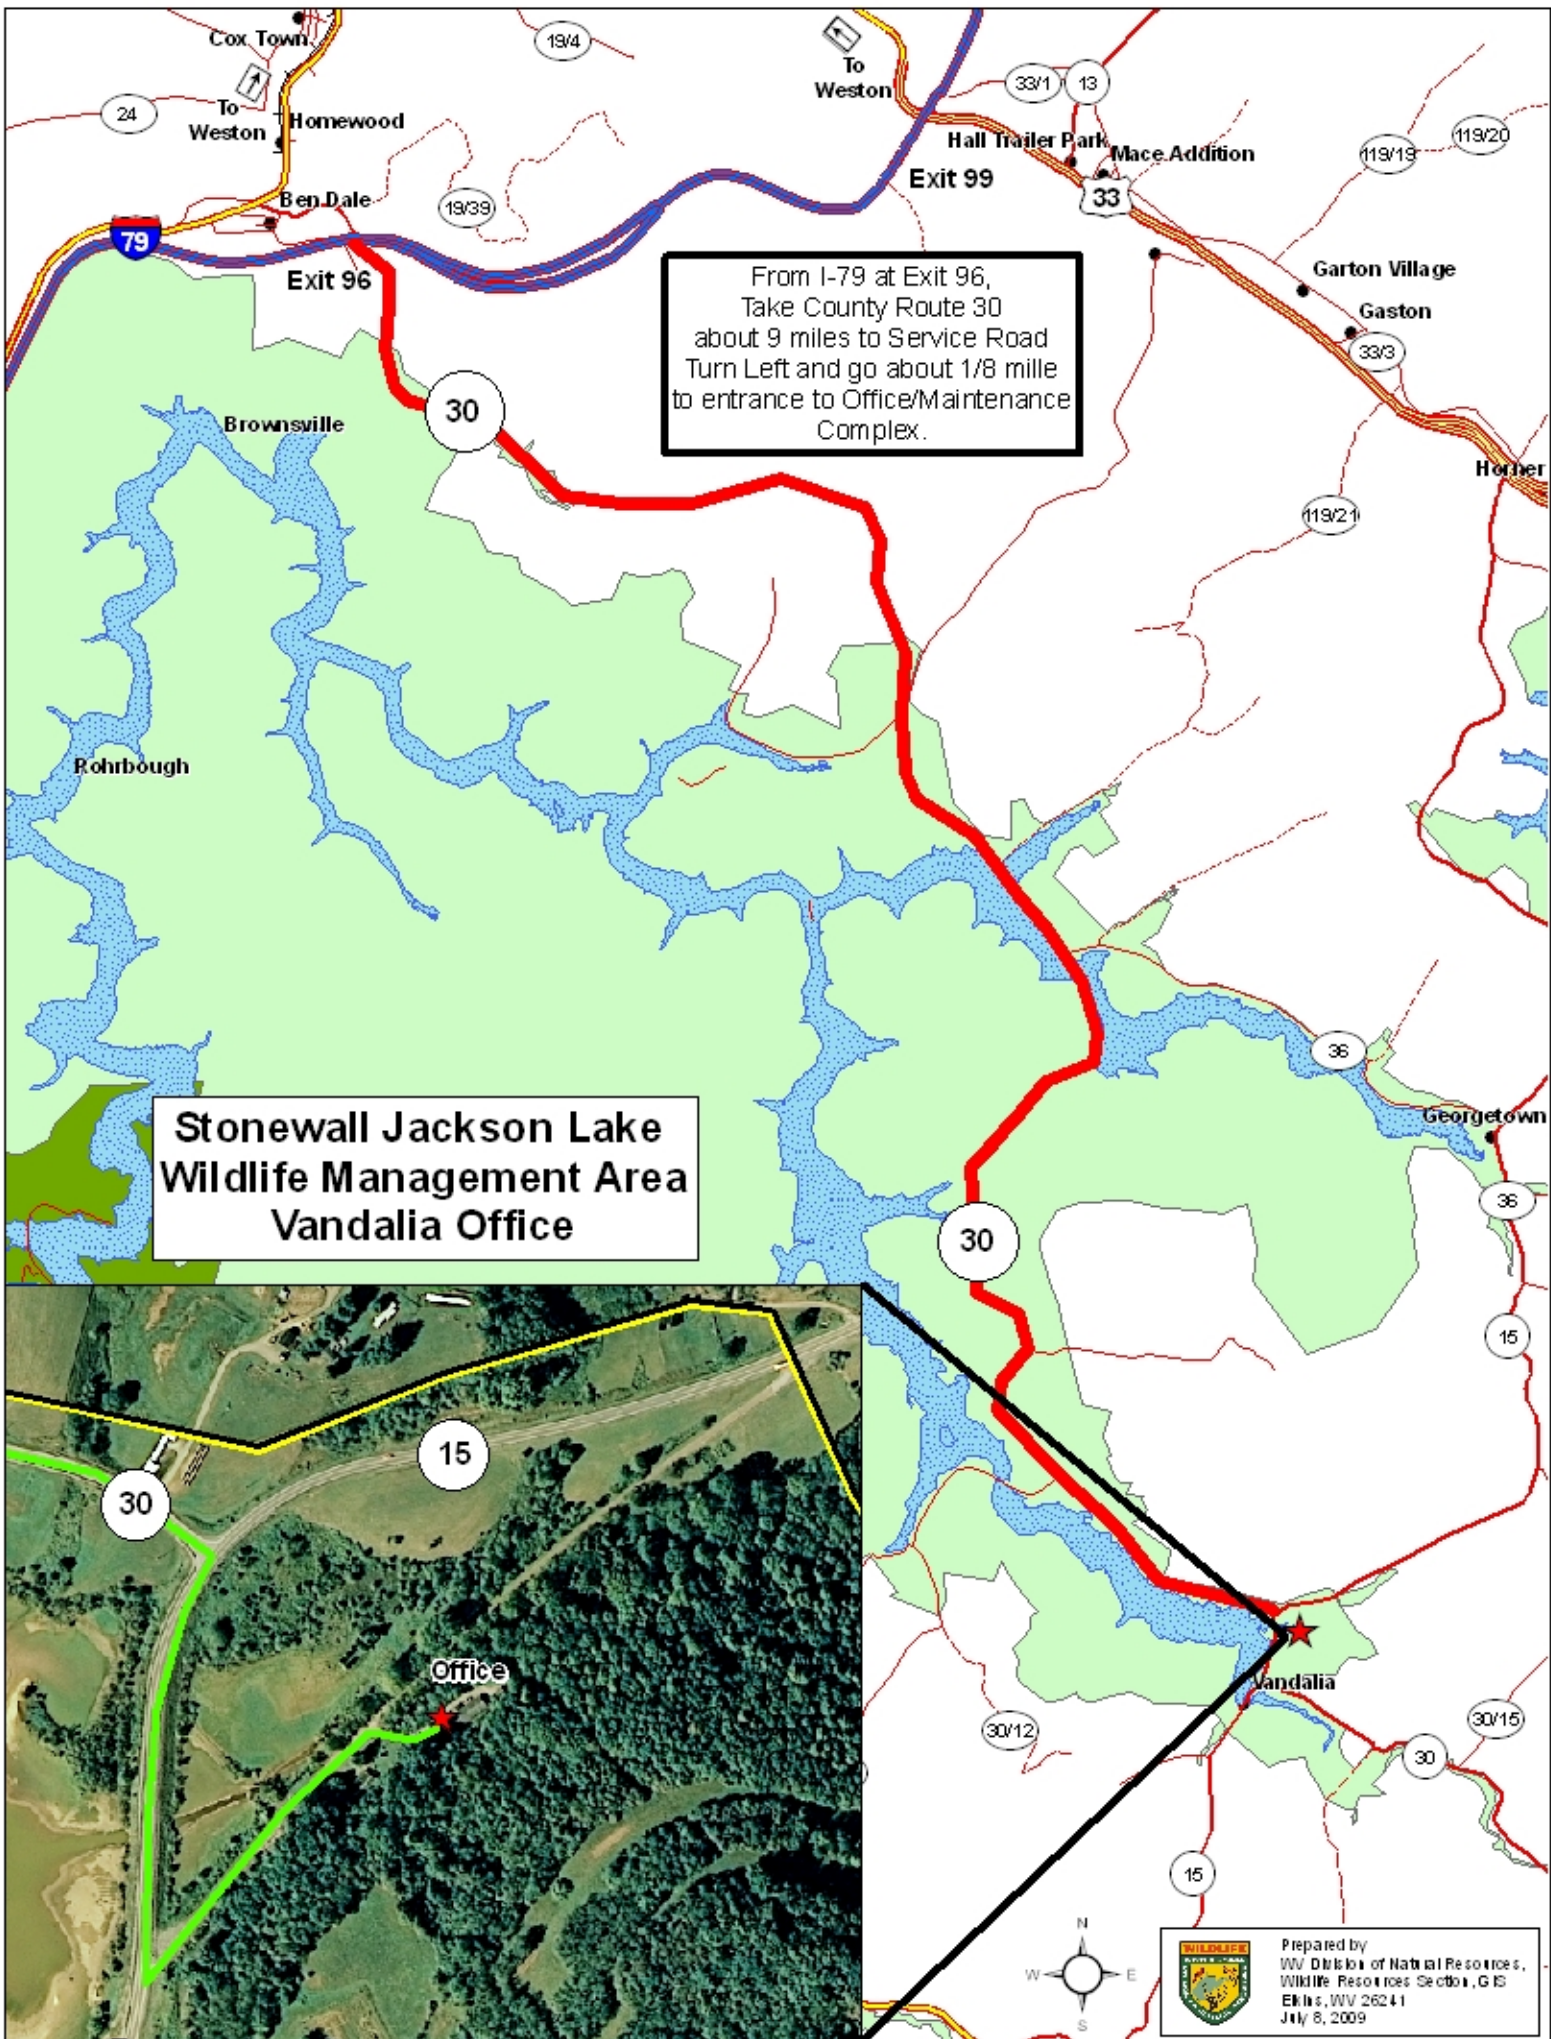 Cox Town
19/4
To
Weston
33/1
13
24
To
Weston
Homewood
Hall Trailer Park
Mace Addition
119/19
119/20
Exit 99
33
Ben Dale
19/39
79
Exit 96
From I-79 at Exit 96,
Take County Route 30
about 9 miles to Service Road
Turn Left and go about 1/8 mille
to entrance to Office/Maintenance
Complex.
Garton Village
Gaston
33/3
30
Brownsville
Horner
119/21
Rohrbough
36
Georgetown
Stonewall Jackson Lake
Wildlife Management Area
Vandalia Office
36
30
15
15
30
Office
Vandalia
30/12
30/15
30
15
N
W
E
S
WILDLIFE
Prepared by
WV Division of Natural Resources,
Wildlife Resources Section, GIS
Elkins, WV 26241
July 8, 2009